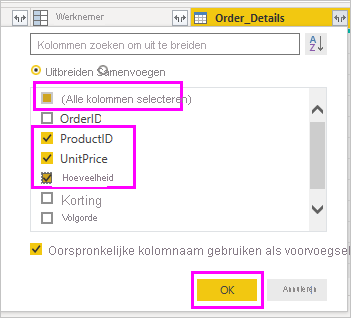 Werknemer Order_Details
Kolommen zoeken om uit te breiden
A
Z
Uitbreiden Samenvoegen
(Alle kolommen selecteren)
OrderID
ProductID
UnitPrice
Hoeveelheid
Korting
Volgorde
Oorspronkelijke kolomnaam gebruiken als voorvoegsel
OK
Annuleren